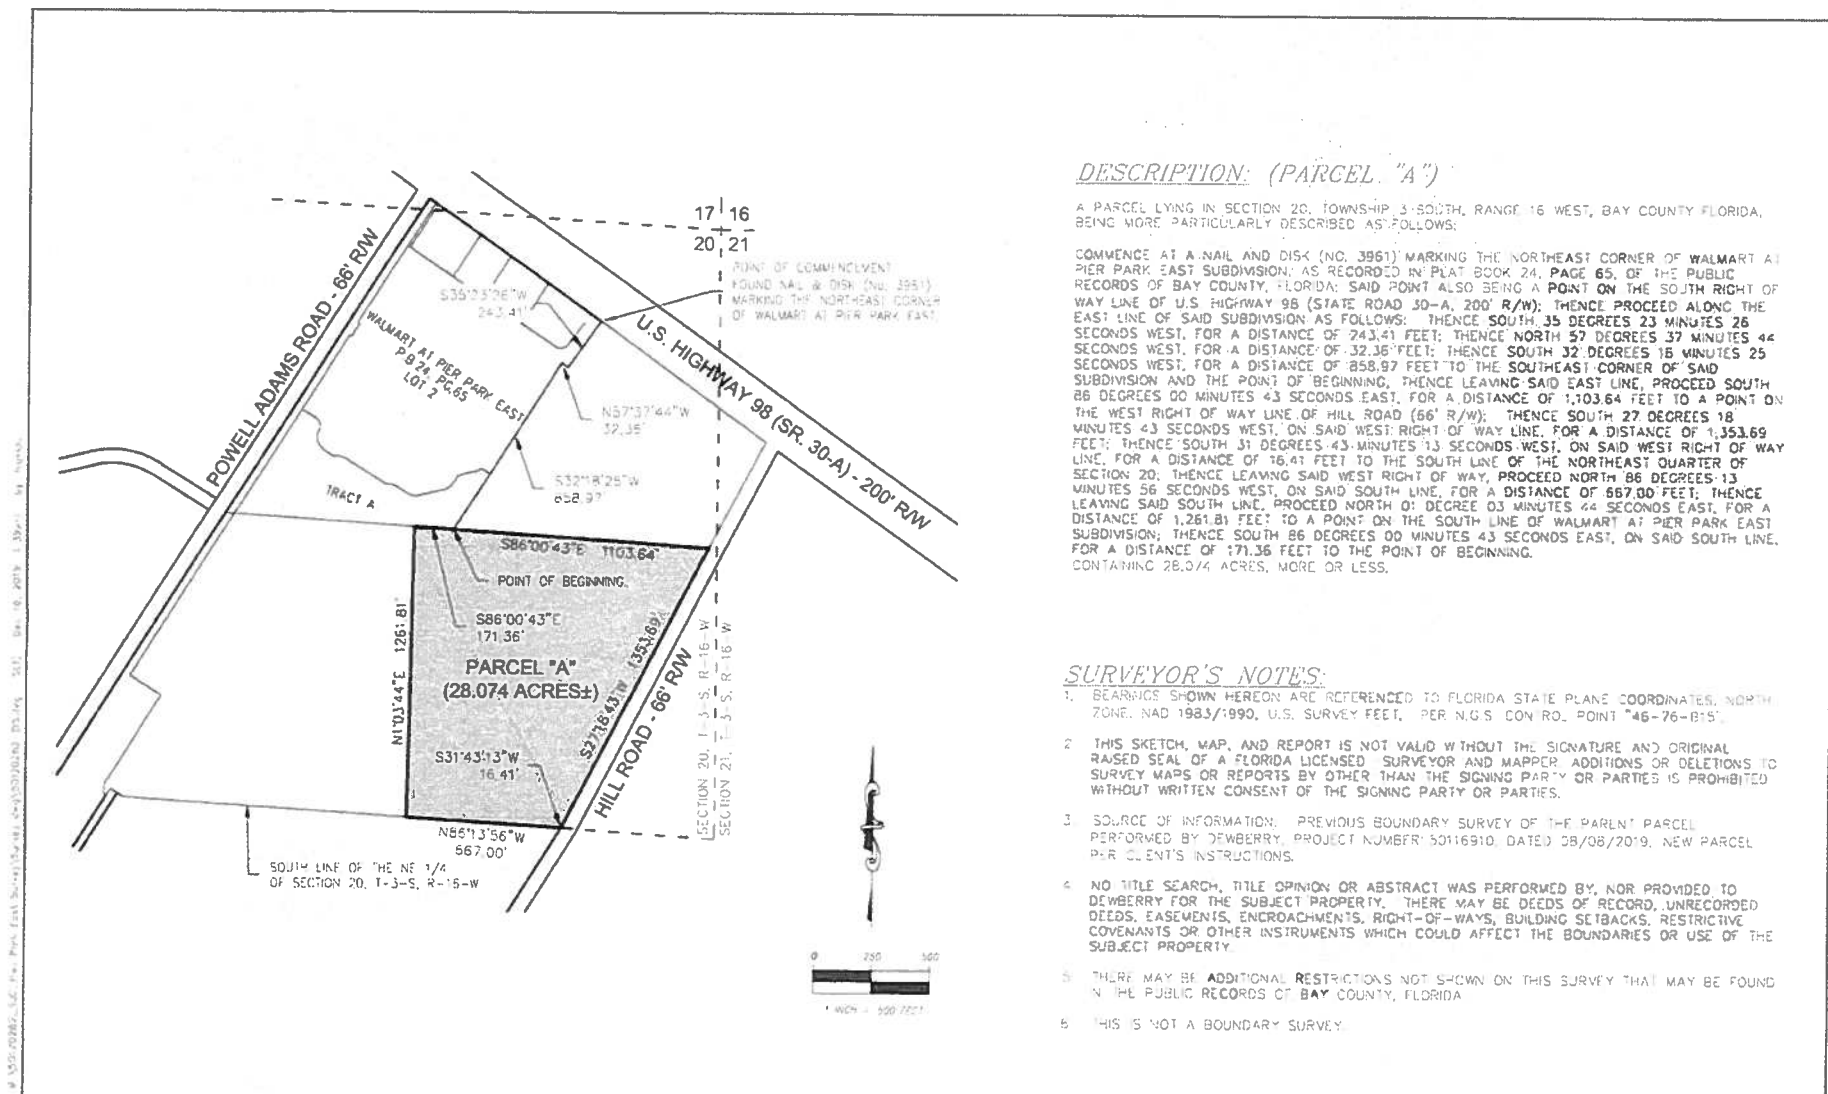 17 16
20 21
POINT OF COMMENCEMENT
FOUND NAIL & DISK (No. 3961)
MARKING THE NORTHEAST CORNER
OF WALMART AT PIER PARK EAST
POWELL ADAMS ROAD - 66' R/W
S35°23'26"W
243.41'
U.S. HIGHWAY 98 (SR. 30-A) - 200' R/W
WALMART AT PIER PARK EAST
P.B 24, PG.65
LOT 2
N57°37'44"W
32.36'
S32°18'25"W
858.97'
TRACT A
S86°00'43"E 1103.64'
POINT OF BEGINNING
S86°00'43"E
171.36'
N1°03'44"E 1261.81'
PARCEL "A"
(28.074 ACRES±)
S27°18'43"W 1353.69'
HILL ROAD - 66' R/W
SECTION 20, T-3-S, R-16-W
SECTION 21, T-3-S, R-16-W
S31°43'13"W
16.41'
N86°13'56"W
667.00'
SOUTH LINE OF THE NE 1/4
OF SECTION 20, T-3-S, R-16-W
0 250 500
1 INCH = 500 FEET
DESCRIPTION: (PARCEL "A")
A PARCEL LYING IN SECTION 20, TOWNSHIP 3 SOUTH, RANGE 16 WEST, BAY COUNTY FLORIDA,
BEING MORE PARTICULARLY DESCRIBED AS FOLLOWS:
COMMENCE AT A NAIL AND DISK (NO. 3961) MARKING THE NORTHEAST CORNER OF WALMART AT
PIER PARK EAST SUBDIVISION, AS RECORDED IN PLAT BOOK 24, PAGE 65, OF THE PUBLIC
RECORDS OF BAY COUNTY, FLORIDA; SAID POINT ALSO BEING A POINT ON THE SOUTH RIGHT OF
WAY LINE OF U.S HIGHWAY 98 (STATE ROAD 30-A, 200' R/W); THENCE PROCEED ALONG THE
EAST LINE OF SAID SUBDIVISION AS FOLLOWS: THENCE SOUTH 35 DEGREES 23 MINUTES 26
SECONDS WEST, FOR A DISTANCE OF 243.41 FEET; THENCE NORTH 57 DEGREES 37 MINUTES 44
SECONDS WEST, FOR A DISTANCE OF 32.36 FEET; THENCE SOUTH 32 DEGREES 18 MINUTES 25
SECONDS WEST, FOR A DISTANCE OF 858.97 FEET TO THE SOUTHEAST CORNER OF SAID
SUBDIVISION AND THE POINT OF BEGINNING, THENCE LEAVING SAID EAST LINE, PROCEED SOUTH
86 DEGREES 00 MINUTES 43 SECONDS EAST, FOR A DISTANCE OF 1,103.64 FEET TO A POINT ON
THE WEST RIGHT OF WAY LINE OF HILL ROAD (66' R/W); THENCE SOUTH 27 DEGREES 18
MINUTES 43 SECONDS WEST, ON SAID WEST RIGHT OF WAY LINE, FOR A DISTANCE OF 1,353.69
FEET; THENCE SOUTH 31 DEGREES 43 MINUTES 13 SECONDS WEST, ON SAID WEST RIGHT OF WAY
LINE, FOR A DISTANCE OF 16.41 FEET TO THE SOUTH LINE OF THE NORTHEAST QUARTER OF
SECTION 20; THENCE LEAVING SAID WEST RIGHT OF WAY, PROCEED NORTH 86 DEGREES 13
MINUTES 56 SECONDS WEST, ON SAID SOUTH LINE, FOR A DISTANCE OF 667.00 FEET; THENCE
LEAVING SAID SOUTH LINE, PROCEED NORTH 01 DEGREE 03 MINUTES 44 SECONDS EAST, FOR A
DISTANCE OF 1,261.81 FEET TO A POINT ON THE SOUTH LINE OF WALMART AT PIER PARK EAST
SUBDIVISION; THENCE SOUTH 86 DEGREES 00 MINUTES 43 SECONDS EAST, ON SAID SOUTH LINE,
FOR A DISTANCE OF 171.36 FEET TO THE POINT OF BEGINNING.
CONTAINING 28.074 ACRES, MORE OR LESS.
SURVEYOR'S NOTES:
1. BEARINGS SHOWN HEREON ARE REFERENCED TO FLORIDA STATE PLANE COORDINATES, NORTH
ZONE, NAD 1983/1990, U.S. SURVEY FEET, PER N.G.S CONTROL POINT "46-76-B15".
2 THIS SKETCH, MAP, AND REPORT IS NOT VALID WITHOUT THE SIGNATURE AND ORIGINAL
RAISED SEAL OF A FLORIDA LICENSED SURVEYOR AND MAPPER. ADDITIONS OR DELETIONS TO
SURVEY MAPS OR REPORTS BY OTHER THAN THE SIGNING PARTY OR PARTIES IS PROHIBITED
WITHOUT WRITTEN CONSENT OF THE SIGNING PARTY OR PARTIES.
3. SOURCE OF INFORMATION: PREVIOUS BOUNDARY SURVEY OF THE PARENT PARCEL
PERFORMED BY DEWBERRY, PROJECT NUMBER 50116910, DATED 08/08/2019, NEW PARCEL
PER CLIENT'S INSTRUCTIONS.
4. NO TITLE SEARCH, TITLE OPINION OR ABSTRACT WAS PERFORMED BY, NOR PROVIDED TO
DEWBERRY FOR THE SUBJECT PROPERTY. THERE MAY BE DEEDS OF RECORD, UNRECORDED
DEEDS, EASEMENTS, ENCROACHMENTS, RIGHT-OF-WAYS, BUILDING SETBACKS, RESTRICTIVE
COVENANTS OR OTHER INSTRUMENTS WHICH COULD AFFECT THE BOUNDARIES OR USE OF THE
SUBJECT PROPERTY.
5 THERE MAY BE ADDITIONAL RESTRICTIONS NOT SHOWN ON THIS SURVEY THAT MAY BE FOUND
IN THE PUBLIC RECORDS OF BAY COUNTY, FLORIDA
6 THIS IS NOT A BOUNDARY SURVEY.